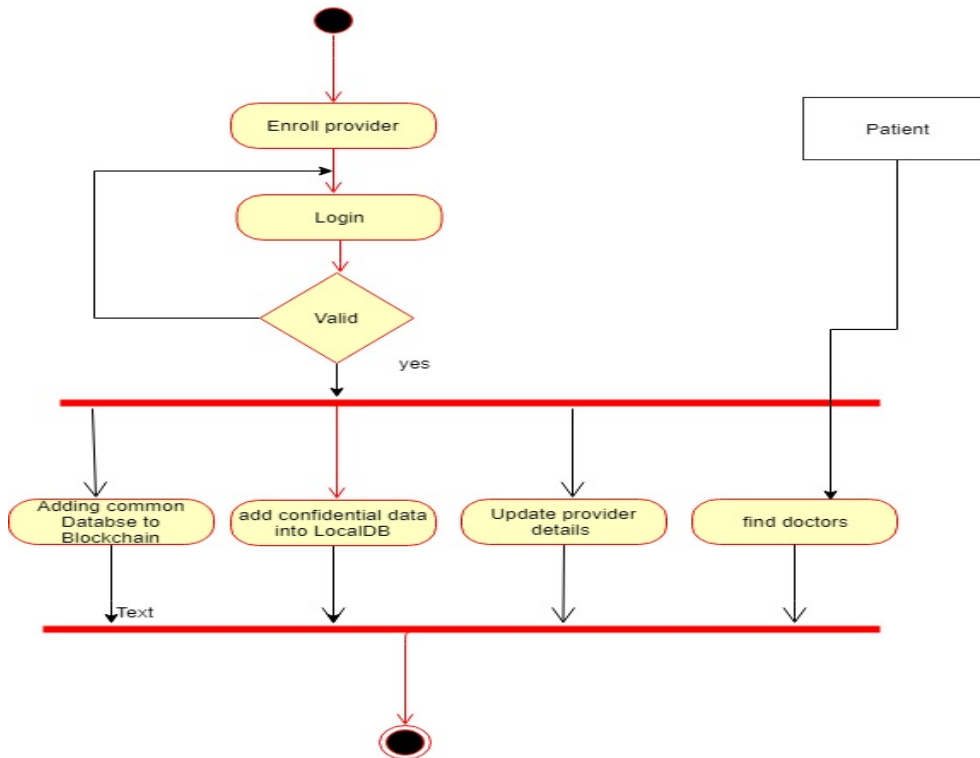 Enroll provider
Patient
Login
Valid
yes
Adding common
Databse to
Blockchain
add confidential data
into LocalDB
Update provider
details
find doctors
Text